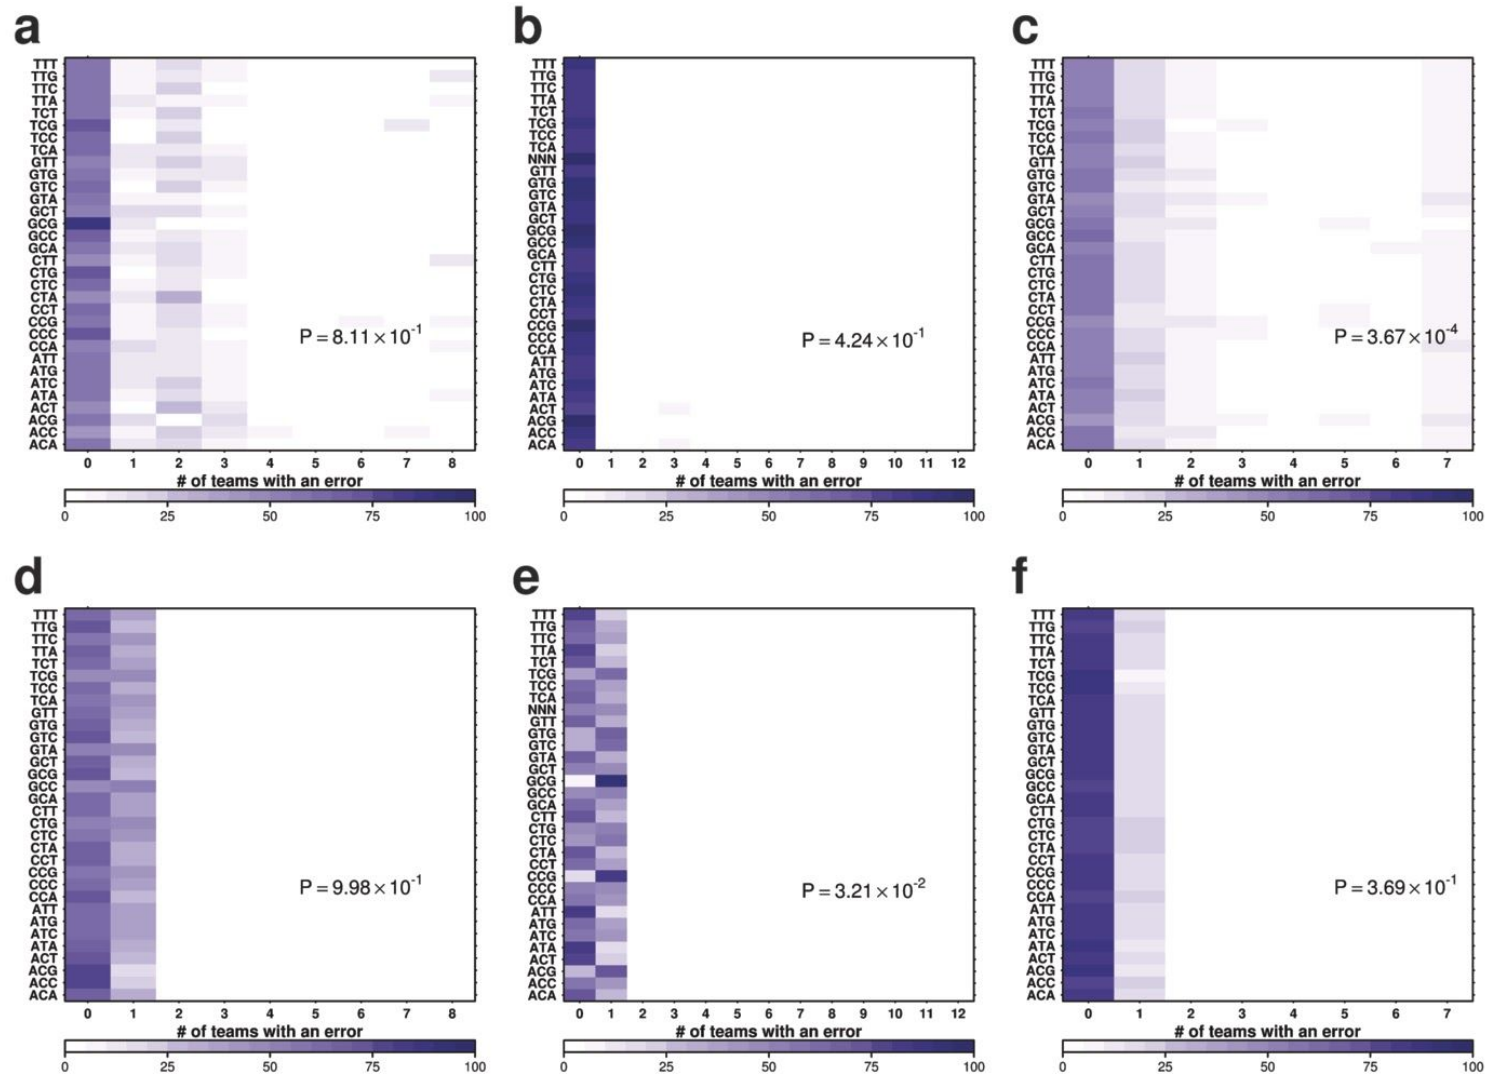 a
TTT
TTG
TTC
TTA
TCT
TCG
TCC
TCA
GTT
GTG
GTC
GTA
GCT
GCG
GCC
GCA
CTT
CTG
CTC
CTA
CCT
CCG
CCC
CCA
ATT
ATG
ATC
ATA
ACT
ACG
ACC
ACA
P = 8.11 × 10⁻¹
0 1 2 3 4 5 6 7 8
# of teams with an error
0 25 50 75 100
b
TTT
TTG
TTC
TTA
TCT
TCG
TCC
TCA
NNN
GTT
GTG
GTC
GTA
GCT
GCG
GCC
GCA
CTT
CTG
CTC
CTA
CCT
CCG
CCC
CCA
ATT
ATG
ATC
ATA
ACT
ACG
ACC
ACA
P = 4.24 × 10⁻¹
0 1 2 3 4 5 6 7 8 9 10 11 12
# of teams with an error
0 25 50 75 100
c
TTT
TTG
TTC
TTA
TCT
TCG
TCC
TCA
GTT
GTG
GTC
GTA
GCT
GCG
GCC
GCA
CTT
CTG
CTC
CTA
CCT
CCG
CCC
CCA
ATT
ATG
ATC
ATA
ACT
ACG
ACC
ACA
P = 3.67 × 10⁻⁴
0 1 2 3 4 5 6 7
# of teams with an error
0 25 50 75 100
d
TTT
TTG
TTC
TTA
TCT
TCG
TCC
TCA
GTT
GTG
GTC
GTA
GCT
GCG
GCC
GCA
CTT
CTG
CTC
CTA
CCT
CCG
CCC
CCA
ATT
ATG
ATC
ATA
ACT
ACG
ACC
ACA
P = 9.98 × 10⁻¹
0 1 2 3 4 5 6 7 8
# of teams with an error
0 25 50 75 100
e
TTT
TTG
TTC
TTA
TCT
TCG
TCC
TCA
NNN
GTT
GTG
GTC
GTA
GCT
GCG
GCC
GCA
CTT
CTG
CTC
CTA
CCT
CCG
CCC
CCA
ATT
ATG
ATC
ATA
ACT
ACG
ACC
ACA
P = 3.21 × 10⁻²
0 1 2 3 4 5 6 7 8 9 10 11 12
# of teams with an error
0 25 50 75 100
f
TTT
TTG
TTC
TTA
TCT
TCG
TCC
TCA
GTT
GTG
GTC
GTA
GCT
GCG
GCC
GCA
CTT
CTG
CTC
CTA
CCT
CCG
CCC
CCA
ATT
ATG
ATC
ATA
ACT
ACG
ACC
ACA
P = 3.69 × 10⁻¹
0 1 2 3 4 5 6 7
# of teams with an error
0 25 50 75 100